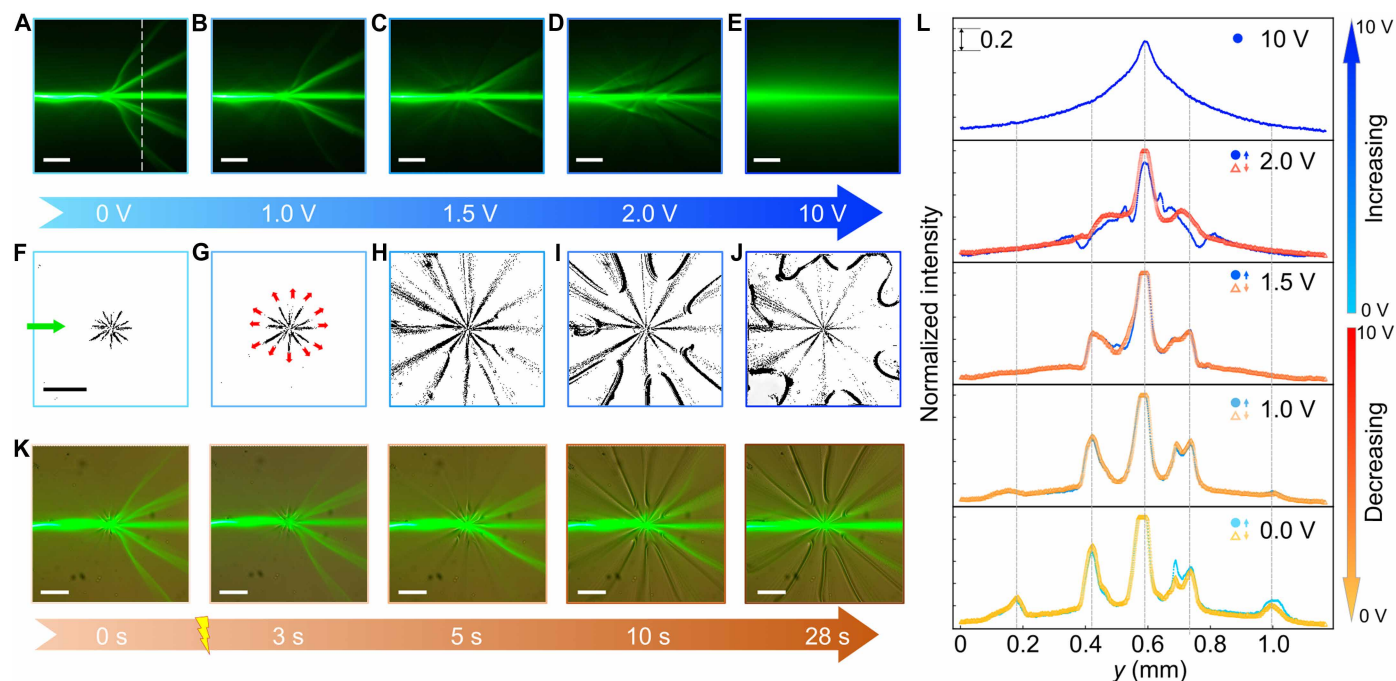 A B C D E
0 V 1.0 V 1.5 V 2.0 V 10 V
F G H I J
K
0 s 3 s 5 s 10 s 28 s
L
0.2
10 V
2.0 V
1.5 V
1.0 V
0.0 V
Normalized intensity
0 0.2 0.4 0.6 0.8 1.0
y (mm)
10 V
Increasing
0 V
10 V
Decreasing
0 V